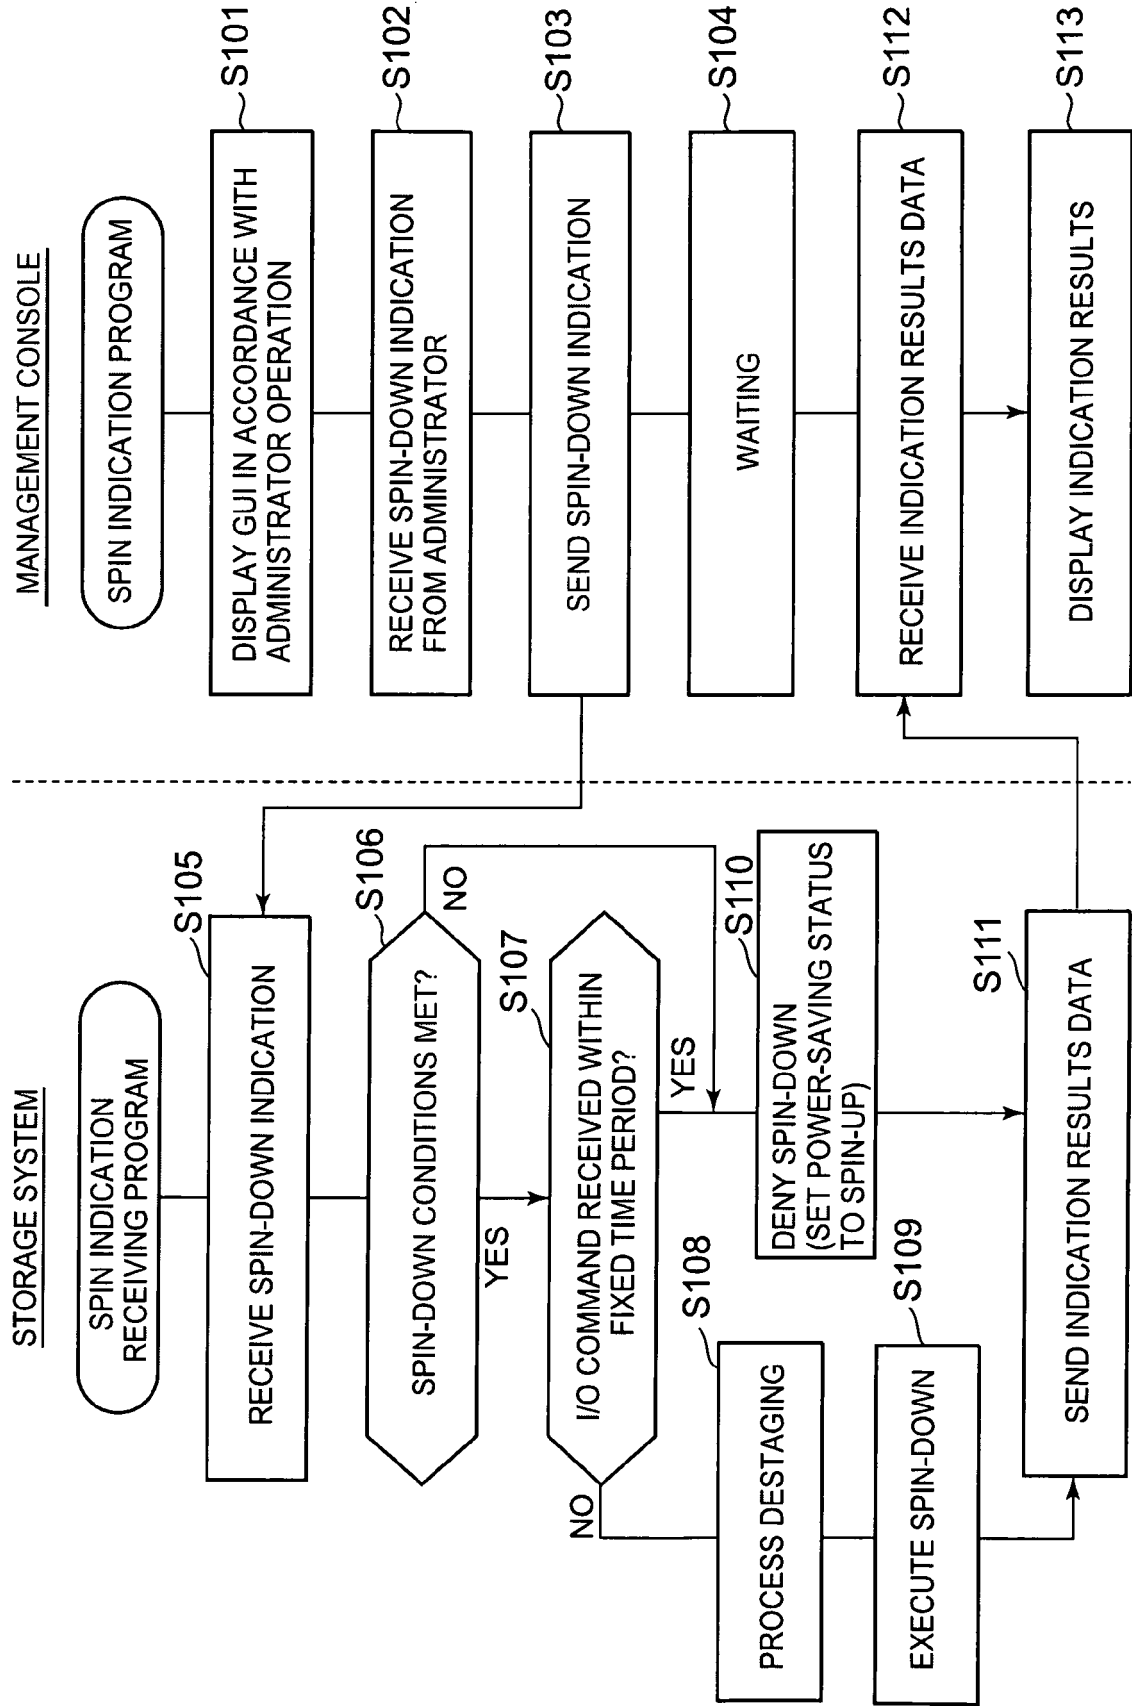 STORAGE SYSTEM
SPIN INDICATION
RECEIVING PROGRAM
S105
RECEIVE SPIN-DOWN INDICATION
S106
SPIN-DOWN CONDITIONS MET?
NO
YES
S107
I/O COMMAND RECEIVED WITHIN
FIXED TIME PERIOD?
NO
YES
S108
PROCESS DESTAGING
S110
DENY SPIN-DOWN
(SET POWER-SAVING STATUS
TO SPIN-UP)
S109
EXECUTE SPIN-DOWN
S111
SEND INDICATION RESULTS DATA
MANAGEMENT CONSOLE
SPIN INDICATION PROGRAM
S101
DISPLAY GUI IN ACCORDANCE WITH
ADMINISTRATOR OPERATION
S102
RECEIVE SPIN-DOWN INDICATION
FROM ADMINISTRATOR
S103
SEND SPIN-DOWN INDICATION
S104
WAITING
S112
RECEIVE INDICATION RESULTS DATA
S113
DISPLAY INDICATION RESULTS